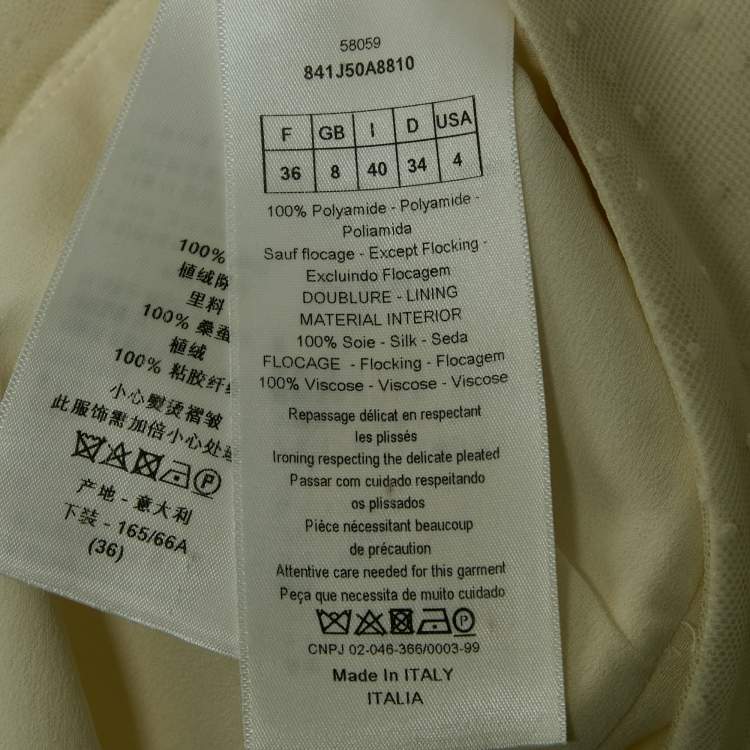 58059
841J50A8810
F GB I D USA
36 8 40 34 4
100% Polyamide - Polyamide -
Poliamida
Sauf flocage - Except Flocking -
Excluindo Flocagem
DOUBLURE - LINING
MATERIAL INTERIOR
100% Soie - Silk - Seda
FLOCAGE - Flocking - Flocagem
100% Viscose - Viscose - Viscose
Repassage délicat en respectant
les plissés
Ironing respecting the delicate pleated
Passar com cuidado respeitando
os plissados
Pièce nécessitant beaucoup
de précaution
Attentive care needed for this garment
Peça que necessita de muito cuidado
P
CNPJ 02-046-366/0003-99
Made In ITALY
ITALIA
100%
植绒除
里料
100% 桑蚕
植绒
100% 粘胶纤
小心熨烫褶皱
此服饰需加倍小心处理
P
产地 - 意大利
下装 - 165/66A
(36)